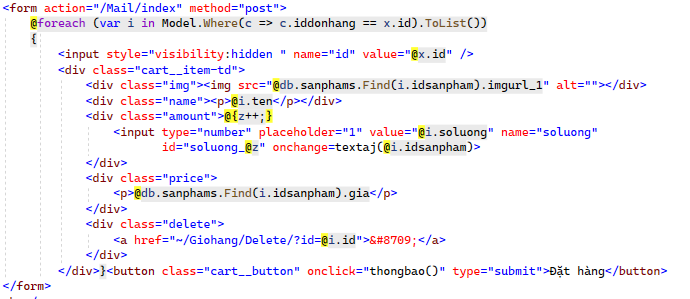 <form action="/Mail/index" method="post">
@foreach (var i in Model.Where(c => c.iddonhang == x.id).ToList())
{
<input style="visibility:hidden " name="id" value="@x.id" />
<div class="cart__item-td">
<div class="img"><img src="@db.sanphams.Find(i.idsanpham).imgurl_1" alt=""></div>
<div class="name"><p>@i.ten</p></div>
<div class="amount">@{z++;}
<input type="number" placeholder="1" value="@i.soluong" name="soluong"
id="soluong_@z" onchange=textaj(@i.idsanpham)>
</div>
<div class="price">
<p>@db.sanphams.Find(i.idsanpham).gia</p>
</div>
<div class="delete">
<a href="~/Giohang/Delete/?id=@i.id">&#8709;</a>
</div>
</div>}<button class="cart__button" onclick="thongbao()" type="submit">Đặt hàng</button>
</form>